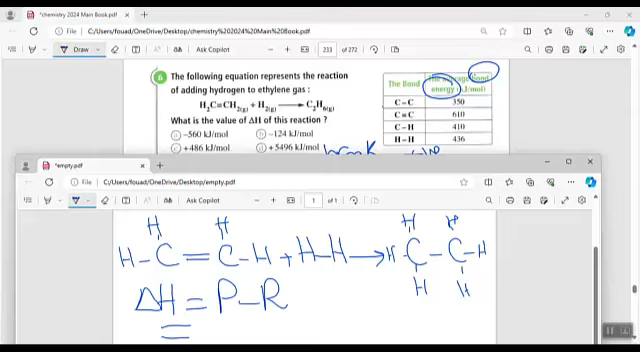 *chemistry 2024 Main Book.pdf
File C:/Users/fouad/OneDrive/Desktop/chemistry%202024%20Main%20Book.pdf
Draw Ask Copilot 233 of 272
6 The following equation represents the reaction
of adding hydrogen to ethylene gas :
H₂C=CH₂(g) + H₂(g) ⟶ C₂H₆(g)
What is the value of ΔH of this reaction ?
a −560 kJ/mol b −124 kJ/mol
c +486 kJ/mol d +5496 kJ/mol
The Bond energy (kJ/mol)
C – C 350
C = C 610
C – H 410
H – H 436
break
*empty.pdf
File C:/Users/fouad/OneDrive/Desktop/empty.pdf
Ask Copilot 1 of 1
H H H H
H-C=C-H + H-H → H C-C-H
H H
ΔH = P-R